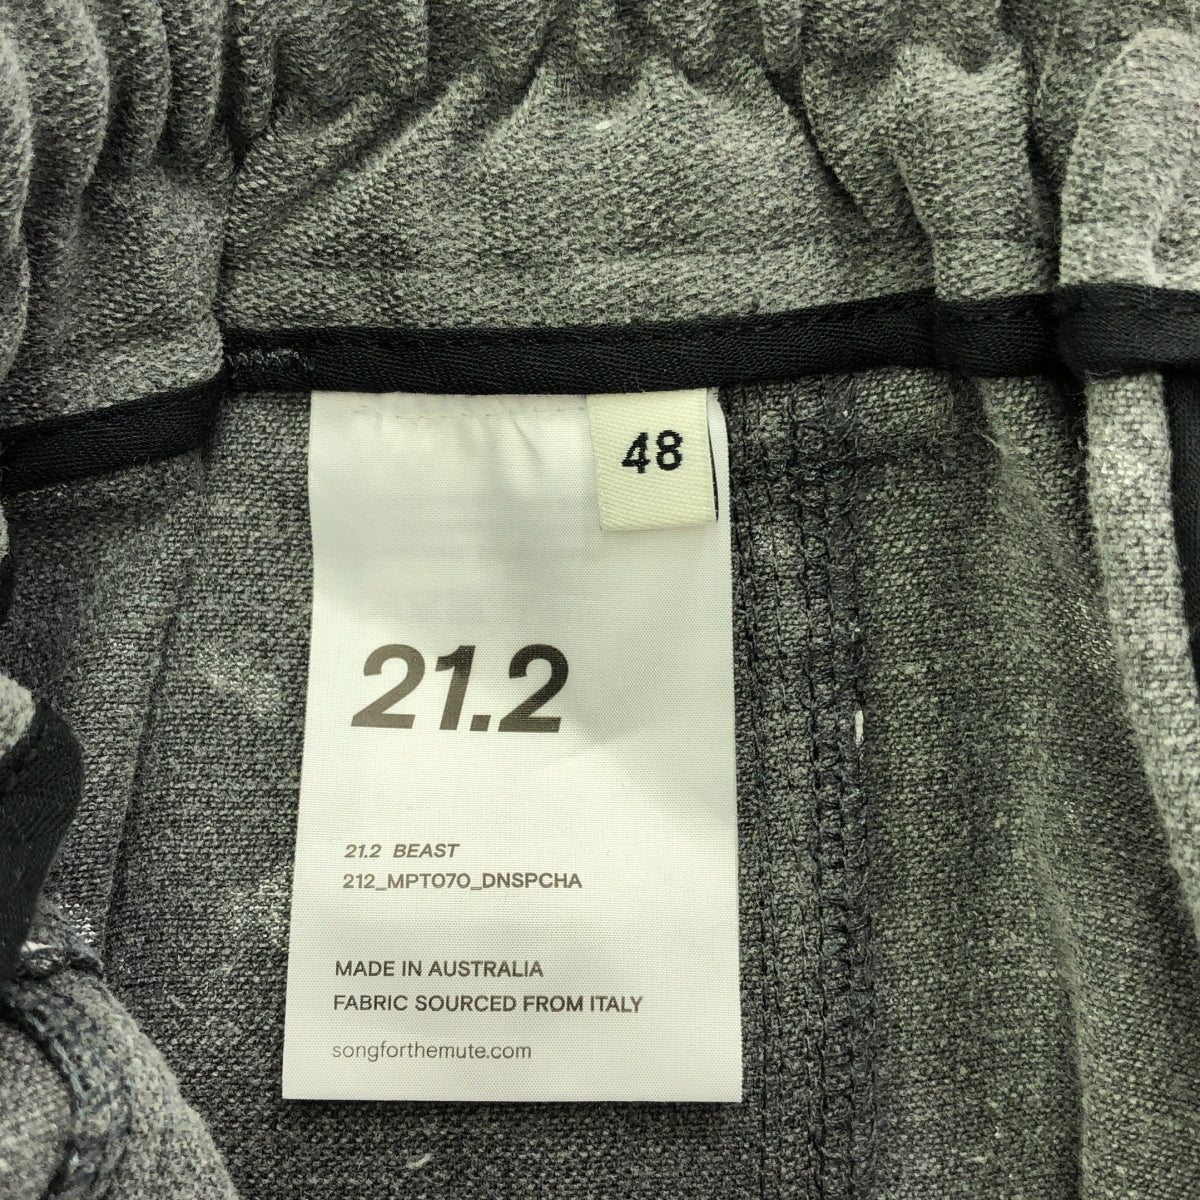 48
21.2
21.2 BEAST
212_MPT070_DNSPCHA
MADE IN AUSTRALIA
FABRIC SOURCED FROM ITALY
songforthemute.com